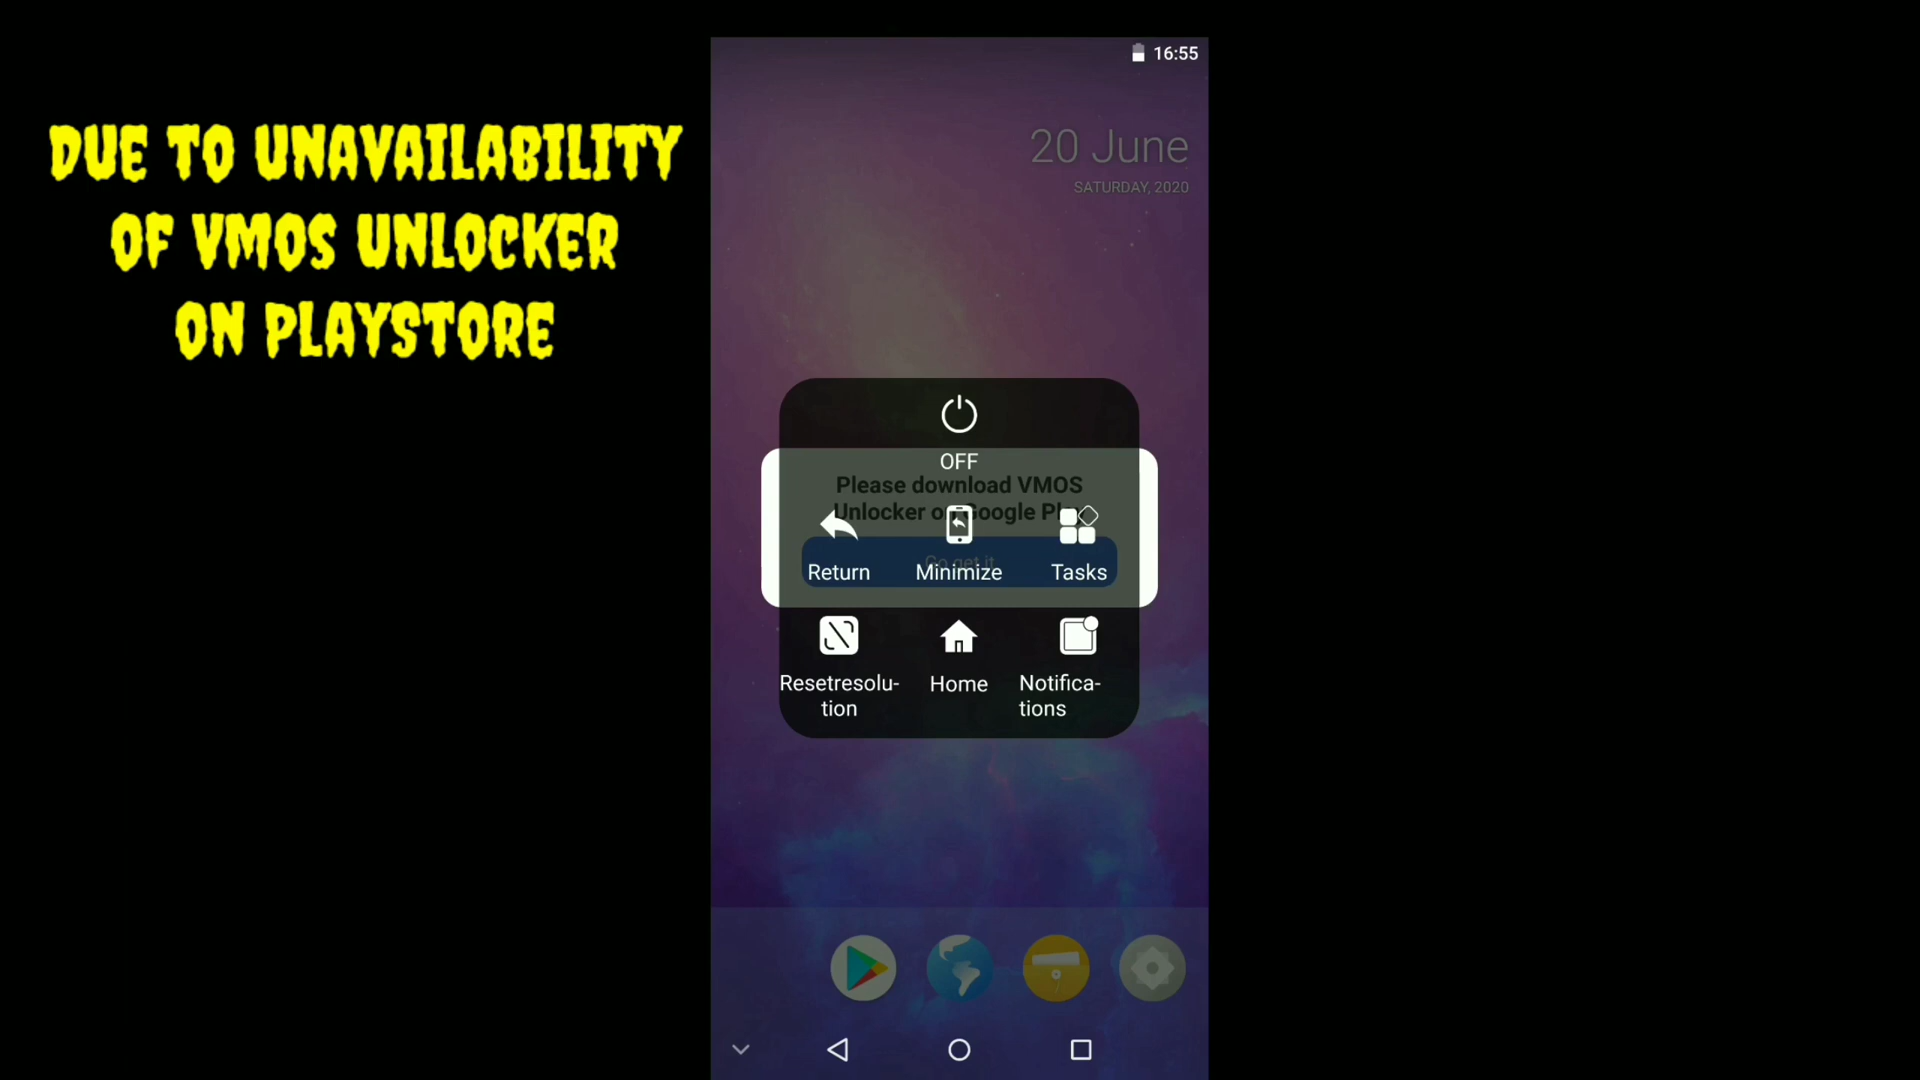 DUE TO UNAVAILABILITY
OF VMOS UNLOCKER
ON PLAYSTORE
16:55
20 June
SATURDAY, 2020
OFF
Please download VMOS
Unlocker on Google Play
Go get it
Return
Minimize
Tasks
Resetresolu-
tion
Home
Notifica-
tions